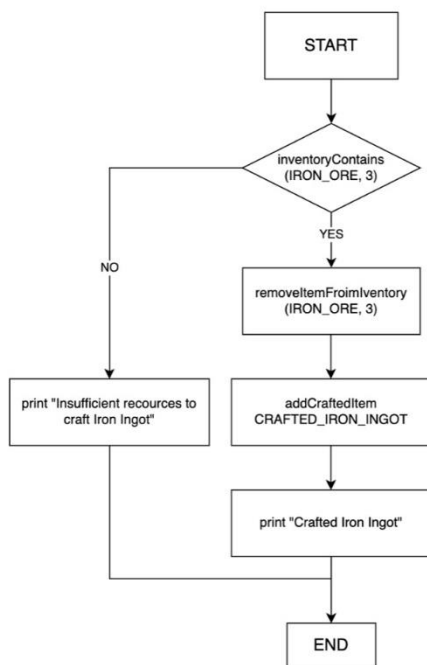 START
inventoryContains
(IRON_ORE, 3)
YES
NO
removeItemFroimIventory
(IRON_ORE, 3)
print "Insufficient recources to
craft Iron Ingot"
addCraftedItem
CRAFTED_IRON_INGOT
print "Crafted Iron Ingot"
END